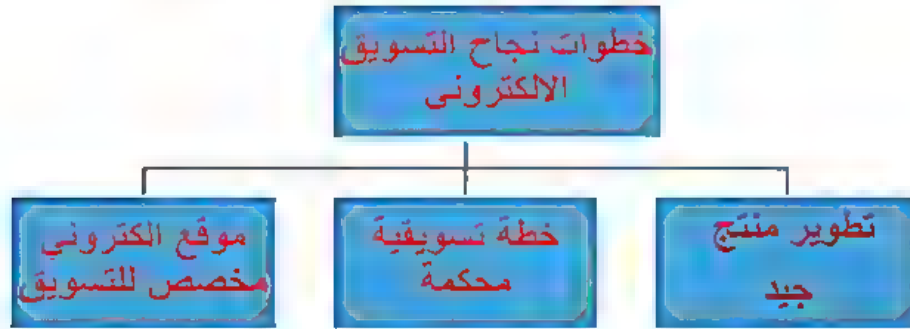 خطوات نجاح التسويق
الالكترونى
تطوير منتج
جيد
خطة تسويقية
محكمة
موقع الكتروني
مخصص للتسويق